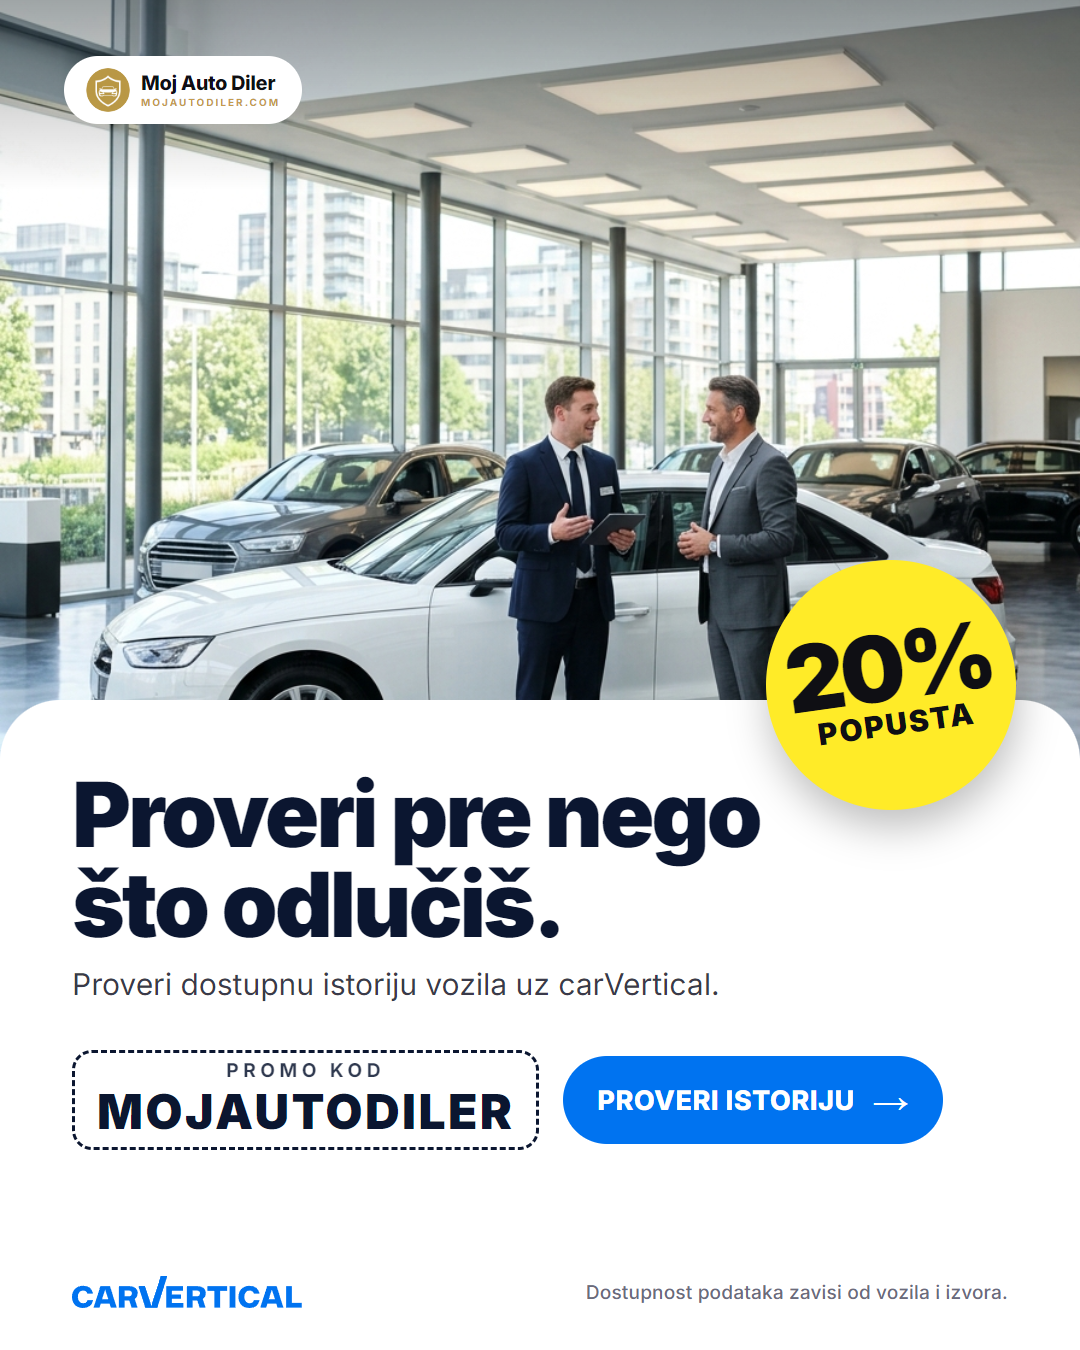 Moj Auto Diler
MOJAUTODILER.COM
20%
POPUSTA
Proveri pre nego
što odlučiš.
Proveri dostupnu istoriju vozila uz carVertical.
PROMO KOD
MOJAUTODILER
PROVERI ISTORIJU →
CARVERTICAL
Dostupnost podataka zavisi od vozila i izvora.